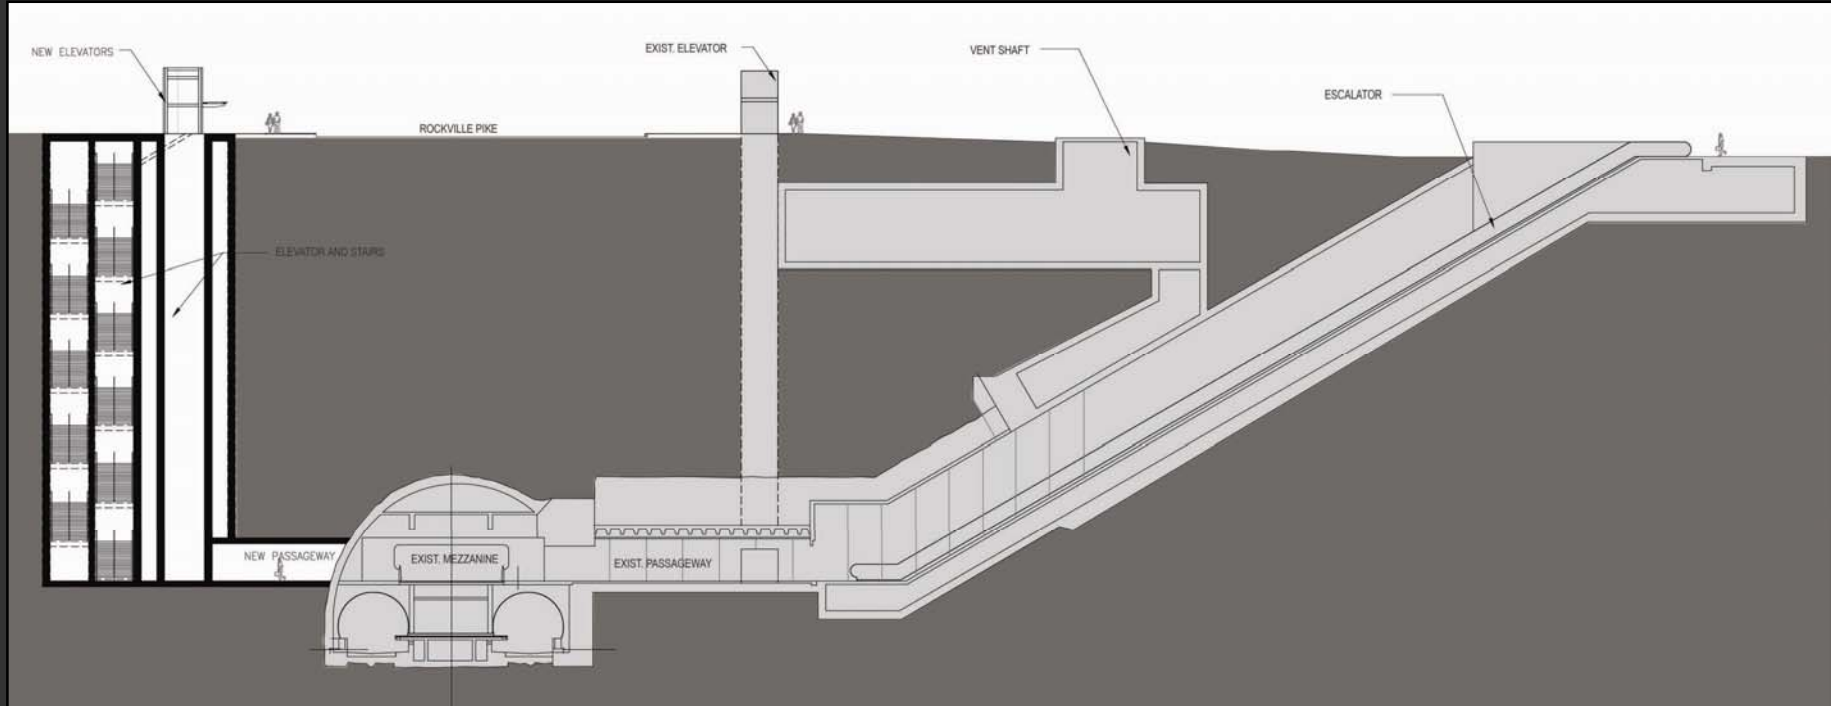 NEW ELEVATORS
EXIST. ELEVATOR
VENT SHAFT
ESCALATOR
ROCKVILLE PIKE
ELEVATOR AND STAIRS
NEW PASSAGEWAY
EXIST. MEZZANINE
EXIST. PASSAGEWAY